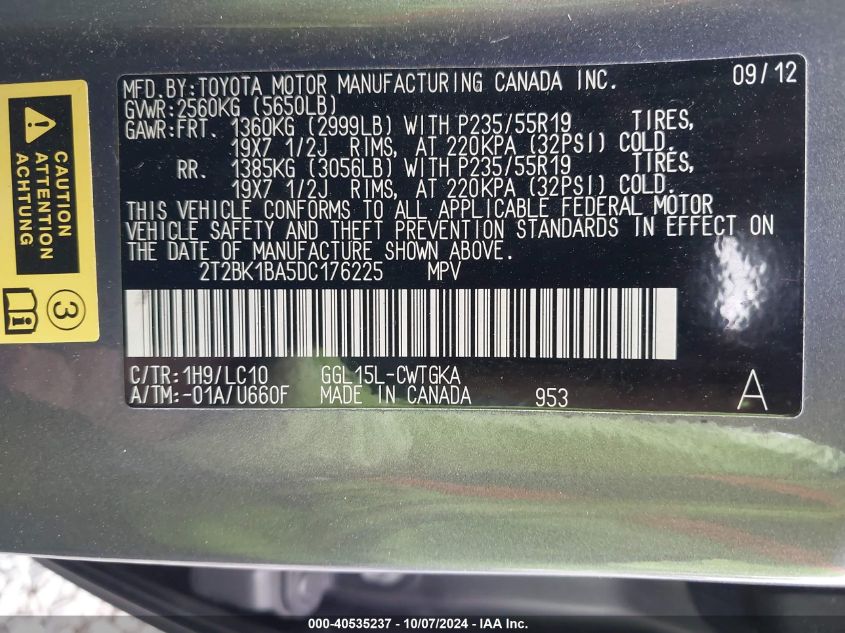 MFD.BY:TOYOTA MOTOR MANUFACTURING CANADA INC. 09/12
GVWR:2560KG (5650LB)
GAWR:FRT. 1360KG (2999LB) WITH P235/55R19 TIRES,
19X7 1/2J RIMS, AT 220KPA (32PSI) COLD.
RR. 1385KG (3056LB) WITH P235/55R19 TIRES,
19X7 1/2J RIMS, AT 220KPA (32PSI) COLD.
THIS VEHICLE CONFORMS TO ALL APPLICABLE FEDERAL MOTOR
VEHICLE SAFETY AND THEFT PREVENTION STANDARDS IN EFFECT ON
THE DATE OF MANUFACTURE SHOWN ABOVE.
2T2BK1BA5DC176225 MPV
C/TR:1H9/LC10 GGL15L-CWTGKA
A/TM:-01A/U660F MADE IN CANADA 953 A
CAUTION
ATTENTION
ACHTUNG
3
000-40535237 - 10/07/2024 - IAA Inc.